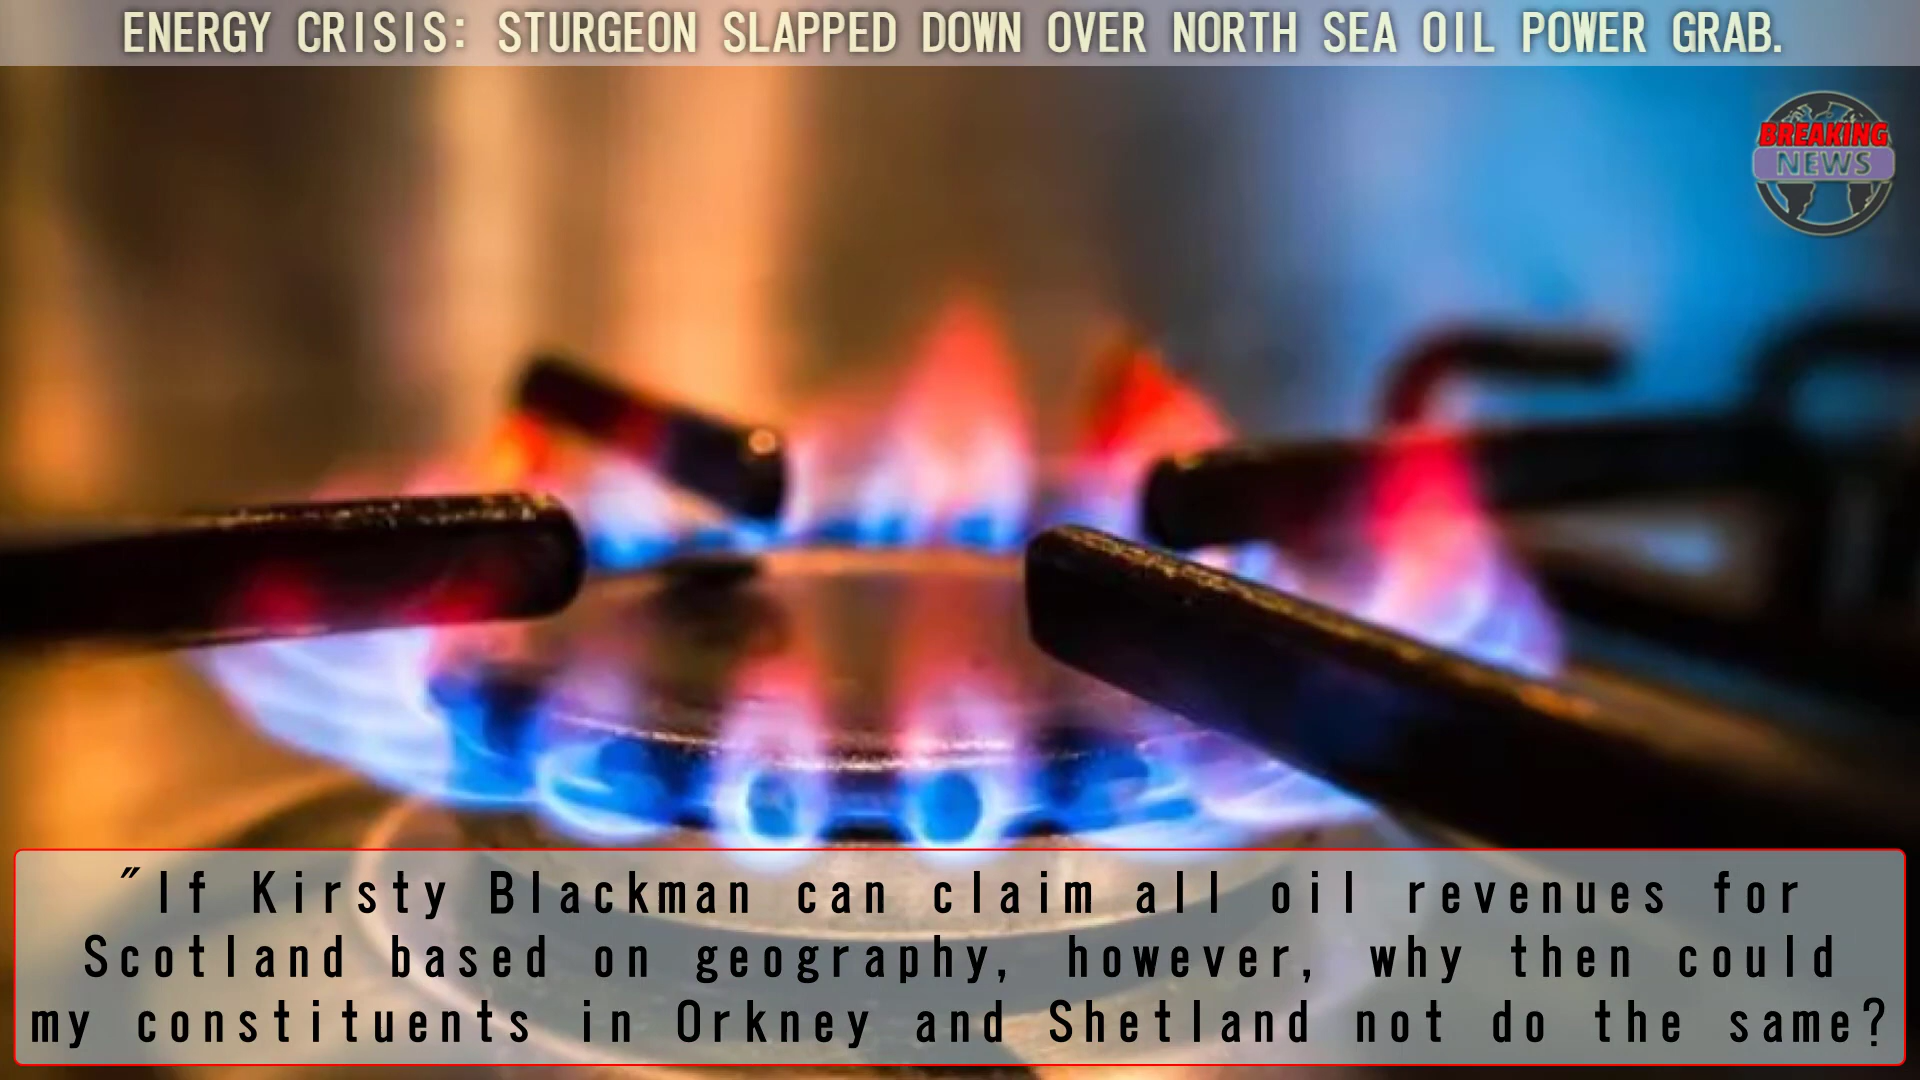 ENERGY CRISIS: STURGEON SLAPPED DOWN OVER NORTH SEA OIL POWER GRAB.
BREAKING
NEWS
"If Kirsty Blackman can claim all oil revenues for
Scotland based on geography, however, why then could
my constituents in Orkney and Shetland not do the same?